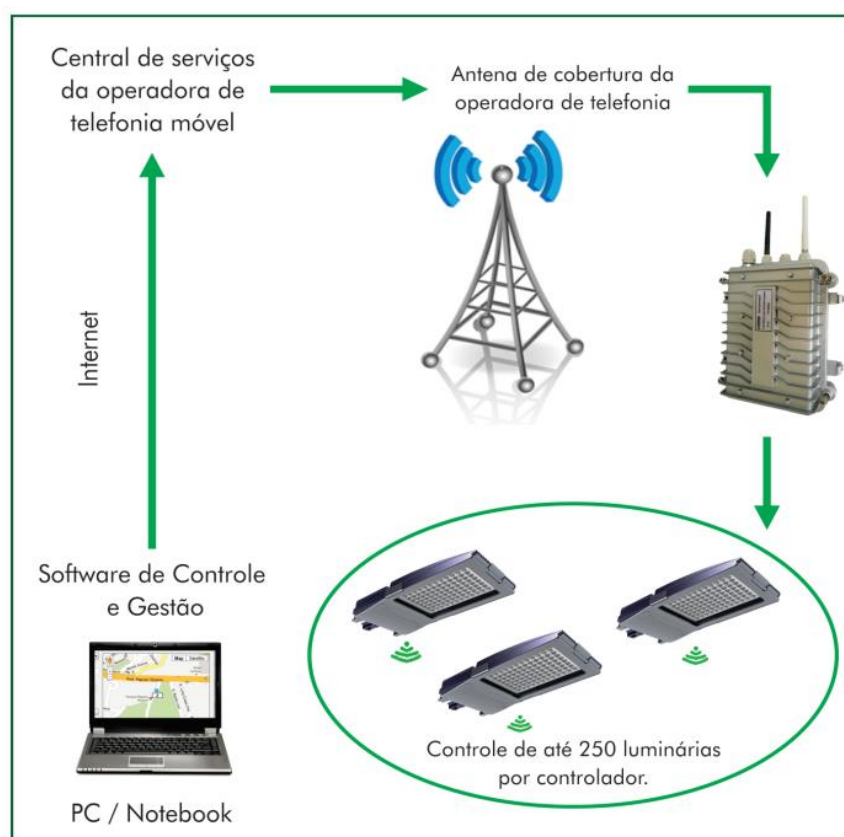 Central de serviços
da operadora de
telefonia móvel
Antena de cobertura da
operadora de telefonia
Internet
Software de Controle
e Gestão
PC / Notebook
Controle de até 250 luminárias
por controlador.